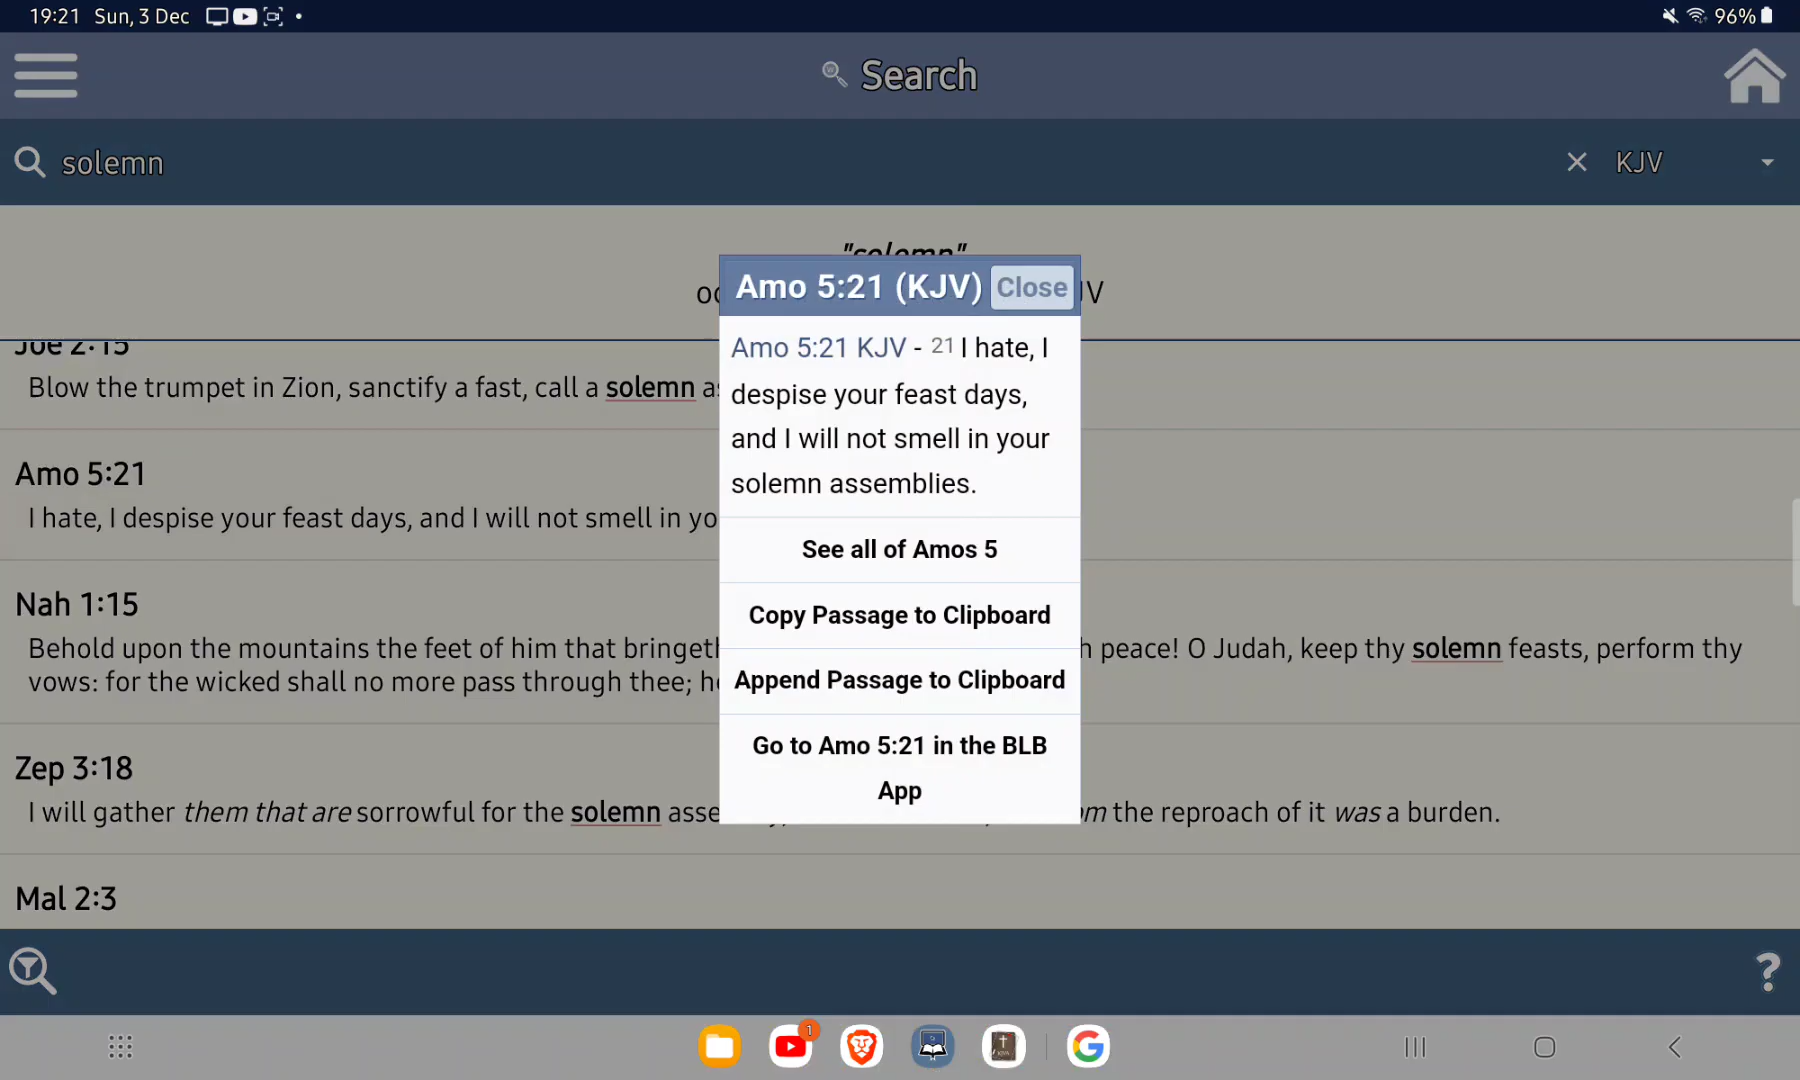 19:21 Sun, 3 Dec
96%
Search
solemn
KJV
"solemn"
Amo 5:21 (KJV) Close
Amo 5:21 KJV - 21 I hate, I
despise your feast days,
and I will not smell in your
solemn assemblies.
See all of Amos 5
Copy Passage to Clipboard
Append Passage to Clipboard
Go to Amo 5:21 in the BLB
App
Joe 2:15
Blow the trumpet in Zion, sanctify a fast, call a solemn
Amo 5:21
I hate, I despise your feast days, and I will not smell in
Nah 1:15
Behold upon the mountains the feet of him that peace! O Judah, keep thy solemn feasts, perform thy
vows: for the wicked shall no more pass through thee;
Zep 3:18
I will gather them that are sorrowful for the solemn the reproach of it was a burden.
Mal 2:3
?
1